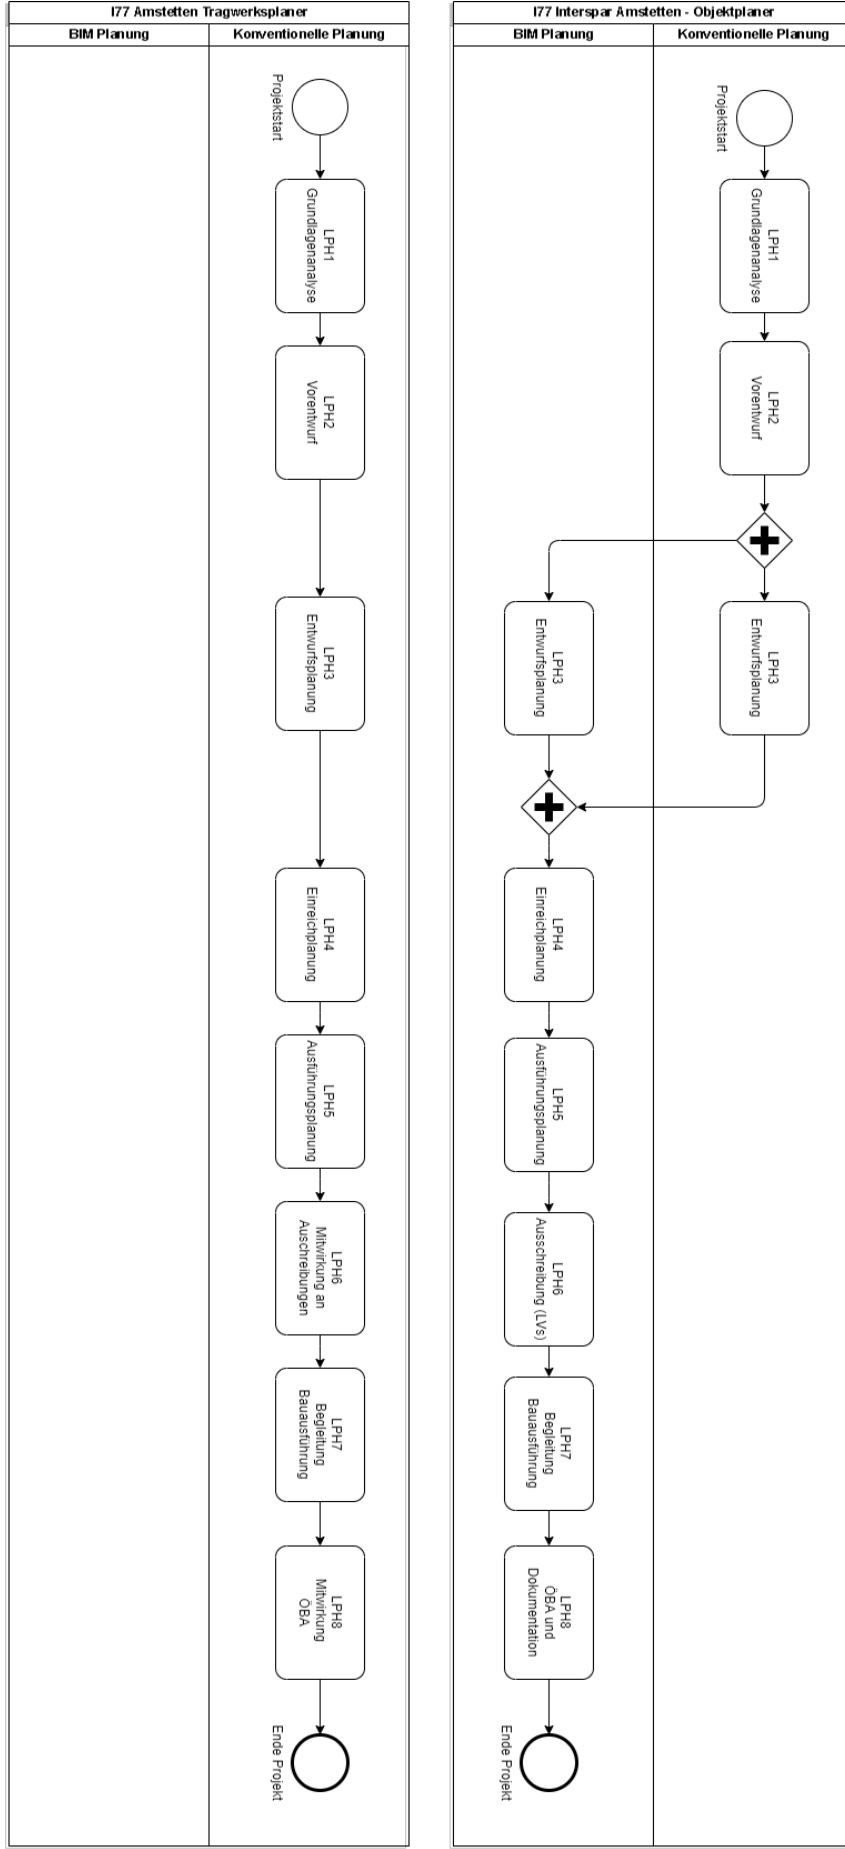 I77 Amstetten Tragwerksplaner
BIM Planung
Konventionelle Planung
Projektstart
LPH1
Grundlagenanalyse
LPH2
Vorentwurf
LPH3
Entwurfsplanung
LPH4
Einreichplanung
LPH5
Ausführungsplanung
LPH6
Mitwirkung an
Auschreibungen
LPH7
Begleitung
Bauausführung
LPH8
Mitwirkung
ÖBA
Ende Projekt
I77 Interspar Amstetten - Objektplaner
BIM Planung
Konventionelle Planung
Projektstart
LPH1
Grundlagenanalyse
LPH2
Vorentwurf
LPH3
Entwurfsplanung
LPH3
Entwurfsplanung
LPH4
Einreichplanung
LPH5
Ausführungsplanung
LPH6
Ausschreibung (LVs)
LPH7
Begleitung
Bauausführung
LPH8
ÖBA und
Dokumentation
Ende Projekt